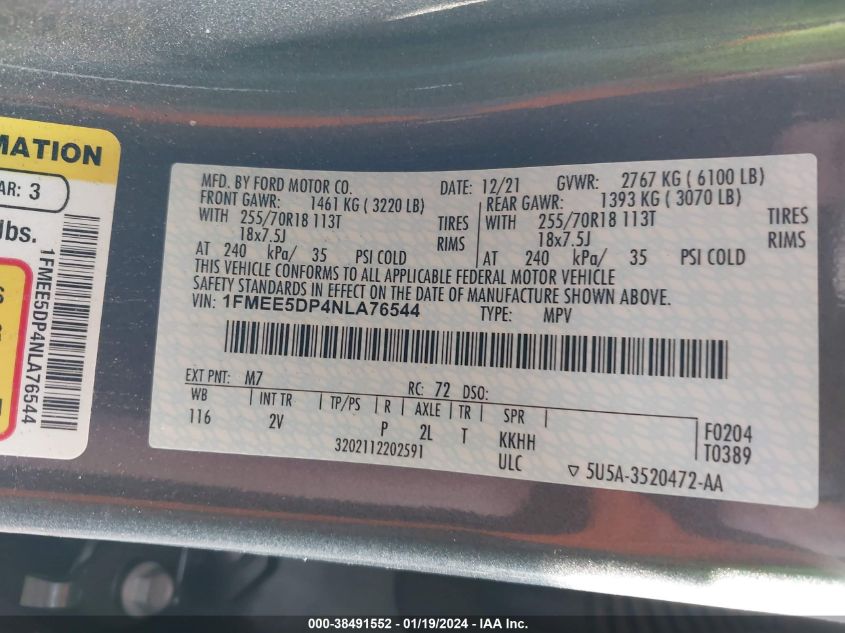 MATION
AR: 3
lbs.
1FMEE5DP4NLA76544
MFD. BY FORD MOTOR CO. DATE: 12/21 GVWR: 2767 KG ( 6100 LB)
FRONT GAWR: 1461 KG ( 3220 LB) REAR GAWR: 1393 KG ( 3070 LB)
WITH 255/70R18 113T TIRES WITH 255/70R18 113T TIRES
18x7.5J RIMS 18x7.5J RIMS
AT 240 kPa/ 35 PSI COLD AT 240 kPa/ 35 PSI COLD
THIS VEHICLE CONFORMS TO ALL APPLICABLE FEDERAL MOTOR VEHICLE
SAFETY STANDARDS IN EFFECT ON THE DATE OF MANUFACTURE SHOWN ABOVE.
VIN: 1FMEE5DP4NLA76544 TYPE: MPV
EXT PNT: M7 RC: 72 DSO:
WB INT TR TP/PS R AXLE TR SPR
116 2V P 2L T KKHH F0204
3202112202591 ULC T0389
5U5A-3520472-AA
000-38491552 - 01/19/2024 - IAA Inc.